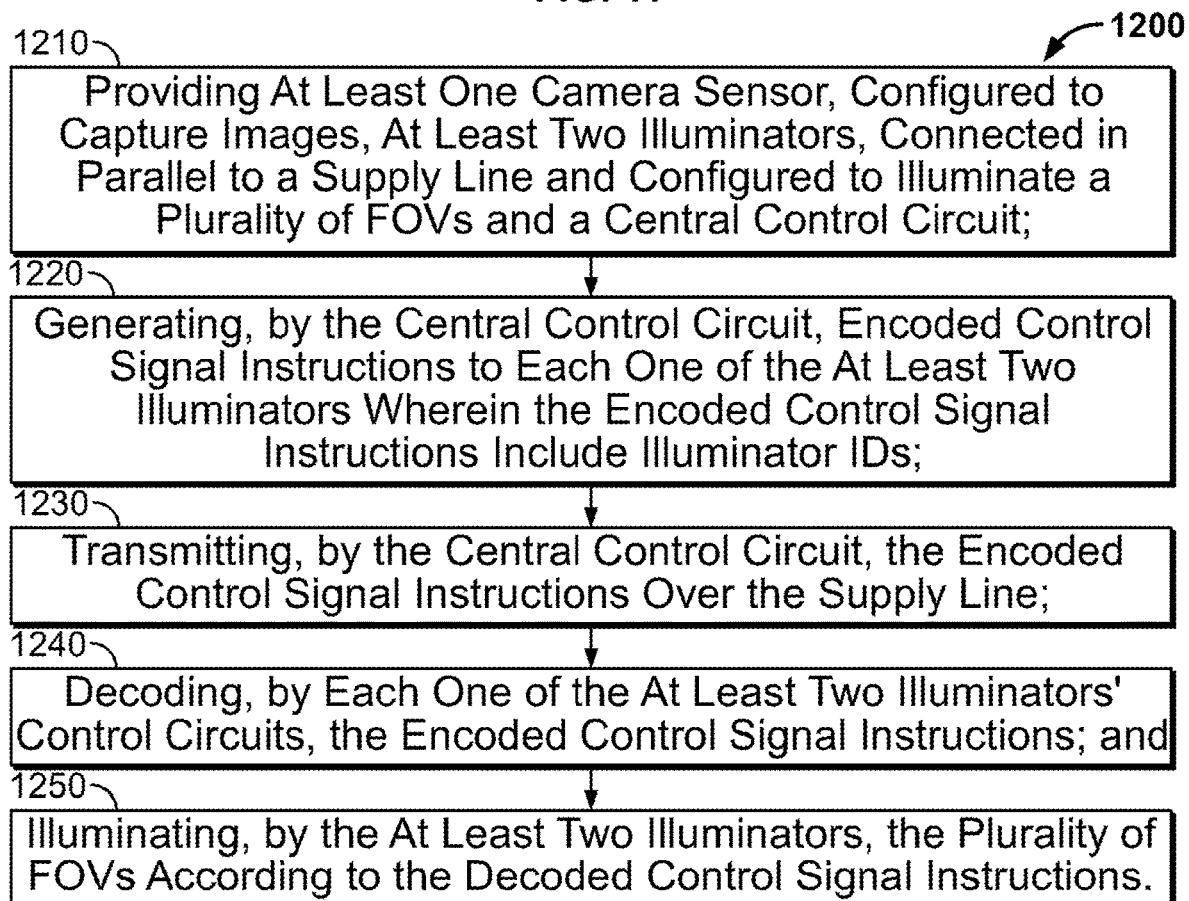 1200
1210
Providing At Least One Camera Sensor, Configured to
Capture Images, At Least Two Illuminators, Connected in
Parallel to a Supply Line and Configured to Illuminate a
Plurality of FOVs and a Central Control Circuit;
1220
Generating, by the Central Control Circuit, Encoded Control
Signal Instructions to Each One of the At Least Two
Illuminators Wherein the Encoded Control Signal
Instructions Include Illuminator IDs;
1230
Transmitting, by the Central Control Circuit, the Encoded
Control Signal Instructions Over the Supply Line;
1240
Decoding, by Each One of the At Least Two Illuminators'
Control Circuits, the Encoded Control Signal Instructions; and
1250
Illuminating, by the At Least Two Illuminators, the Plurality of
FOVs According to the Decoded Control Signal Instructions.